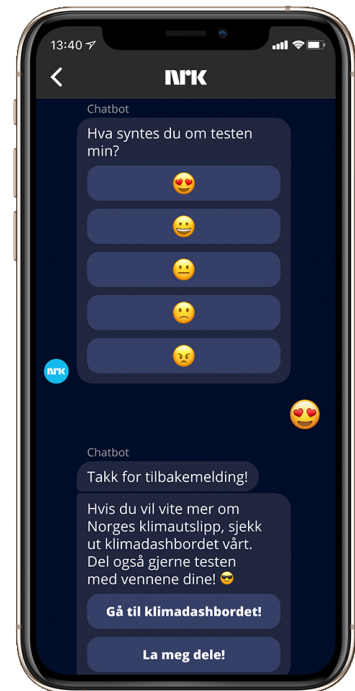 13:40
NRK
Chatbot
Hva syntes du om testen
min?
😍
😀
😐
🙁
😠
NRK
😍
Chatbot
Takk for tilbakemelding!
Hvis du vil vite mer om
Norges klimautslipp, sjekk
ut klimadashbordet vårt.
Del også gjerne testen
med vennene dine! 😎
Gå til klimadashbordet!
La meg dele!